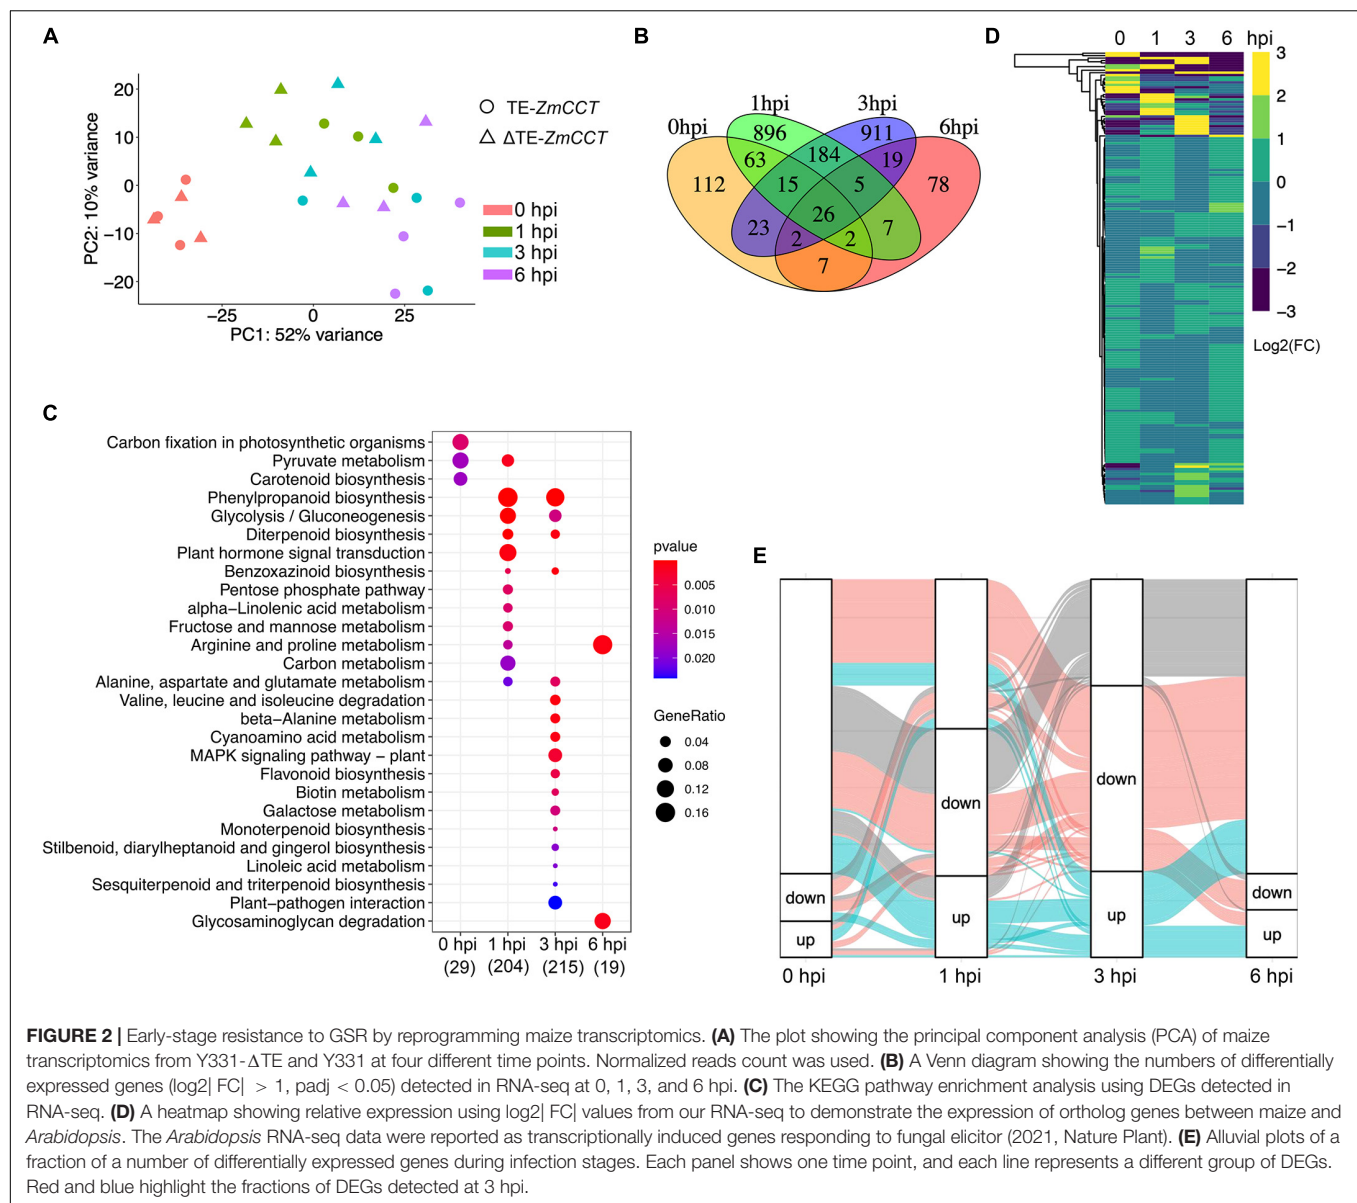 A
20
10
0
−10
−20
PC2: 10% variance
−25
0
25
PC1: 52% variance
TE-ZmCCT
ΔTE-ZmCCT
0 hpi
1 hpi
3 hpi
6 hpi
B
0hpi
1hpi
3hpi
6hpi
896
911
63
184
19
112
15
5
78
26
23
2
2
7
7
D
0 1 3 6 hpi
3
2
1
0
−1
−2
−3
Log2(FC)
C
Carbon fixation in photosynthetic organisms
Pyruvate metabolism
Carotenoid biosynthesis
Phenylpropanoid biosynthesis
Glycolysis / Gluconeogenesis
Diterpenoid biosynthesis
Plant hormone signal transduction
Benzoxazinoid biosynthesis
Pentose phosphate pathway
alpha−Linolenic acid metabolism
Fructose and mannose metabolism
Arginine and proline metabolism
Carbon metabolism
Alanine, aspartate and glutamate metabolism
Valine, leucine and isoleucine degradation
beta−Alanine metabolism
Cyanoamino acid metabolism
MAPK signaling pathway − plant
Flavonoid biosynthesis
Biotin metabolism
Galactose metabolism
Monoterpenoid biosynthesis
Stilbenoid, diarylheptanoid and gingerol biosynthesis
Linoleic acid metabolism
Sesquiterpenoid and triterpenoid biosynthesis
Plant−pathogen interaction
Glycosaminoglycan degradation
0 hpi 1 hpi 3 hpi 6 hpi
(29) (204) (215) (19)
pvalue
0.005
0.010
0.015
0.020
GeneRatio
0.04
0.08
0.12
0.16
E
down
up
down
up
down
up
down
up
0 hpi 1 hpi 3 hpi 6 hpi
FIGURE 2 | Early-stage resistance to GSR by reprogramming maize transcriptomics. (A) The plot showing the principal component analysis (PCA) of maize
transcriptomics from Y331-ΔTE and Y331 at four different time points. Normalized reads count was used. (B) A Venn diagram showing the numbers of differentially
expressed genes (log2| FC| > 1, padj < 0.05) detected in RNA-seq at 0, 1, 3, and 6 hpi. (C) The KEGG pathway enrichment analysis using DEGs detected in
RNA-seq. (D) A heatmap showing relative expression using log2| FC| values from our RNA-seq to demonstrate the expression of ortholog genes between maize and
Arabidopsis. The Arabidopsis RNA-seq data were reported as transcriptionally induced genes responding to fungal elicitor (2021, Nature Plant). (E) Alluvial plots of a
fraction of a number of differentially expressed genes during infection stages. Each panel shows one time point, and each line represents a different group of DEGs.
Red and blue highlight the fractions of DEGs detected at 3 hpi.